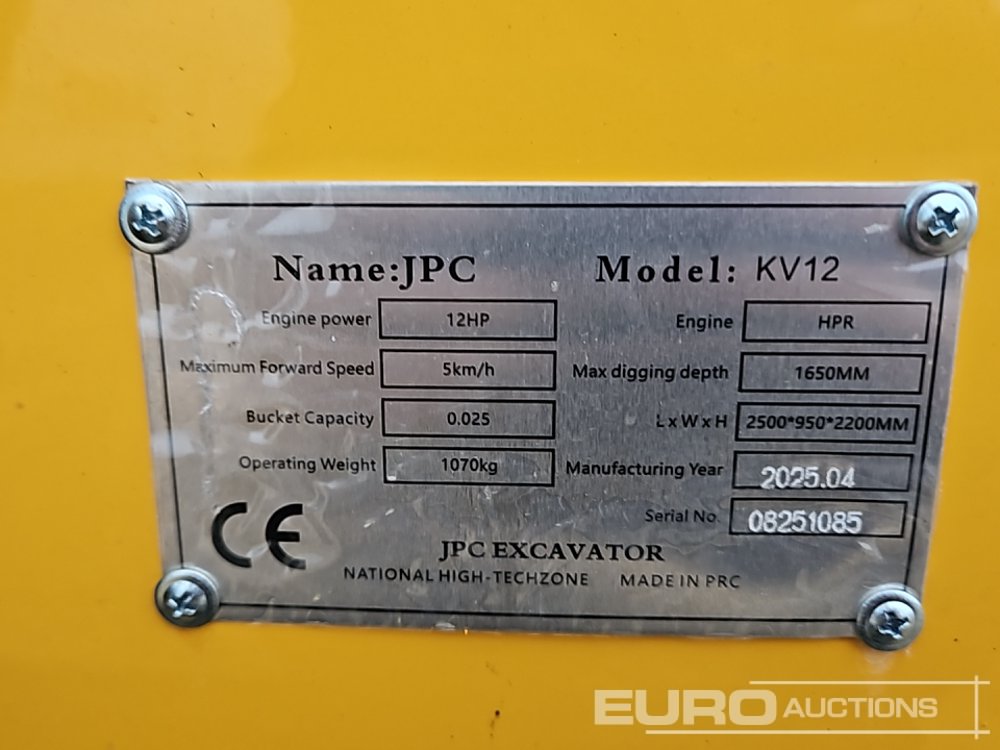 Name:JPC Model: KV12
Engine power 12HP Engine HPR
Maximum Forward Speed 5km/h Max digging depth 1650MM
Bucket Capacity 0.025 L x W x H 2500*950*2200MM
Operating Weight 1070kg Manufacturing Year 2025.04
Serial No. 08251085
CE
JPC EXCAVATOR
NATIONAL HIGH-TECHZONE MADE IN PRC
EURO AUCTIONS